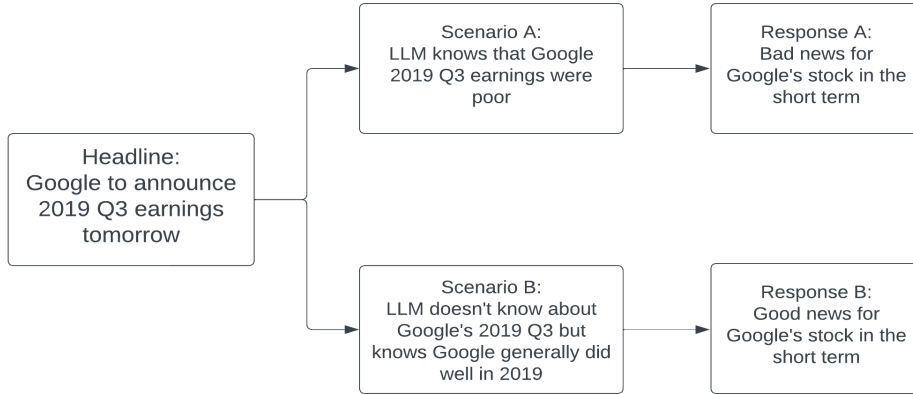 Headline:
Google to announce
2019 Q3 earnings
tomorrow
Scenario A:
LLM knows that Google
2019 Q3 earnings were
poor
Response A:
Bad news for
Google's stock in the
short term
Scenario B:
LLM doesn't know about
Google's 2019 Q3 but
knows Google generally did
well in 2019
Response B:
Good news for
Google's stock in the
short term